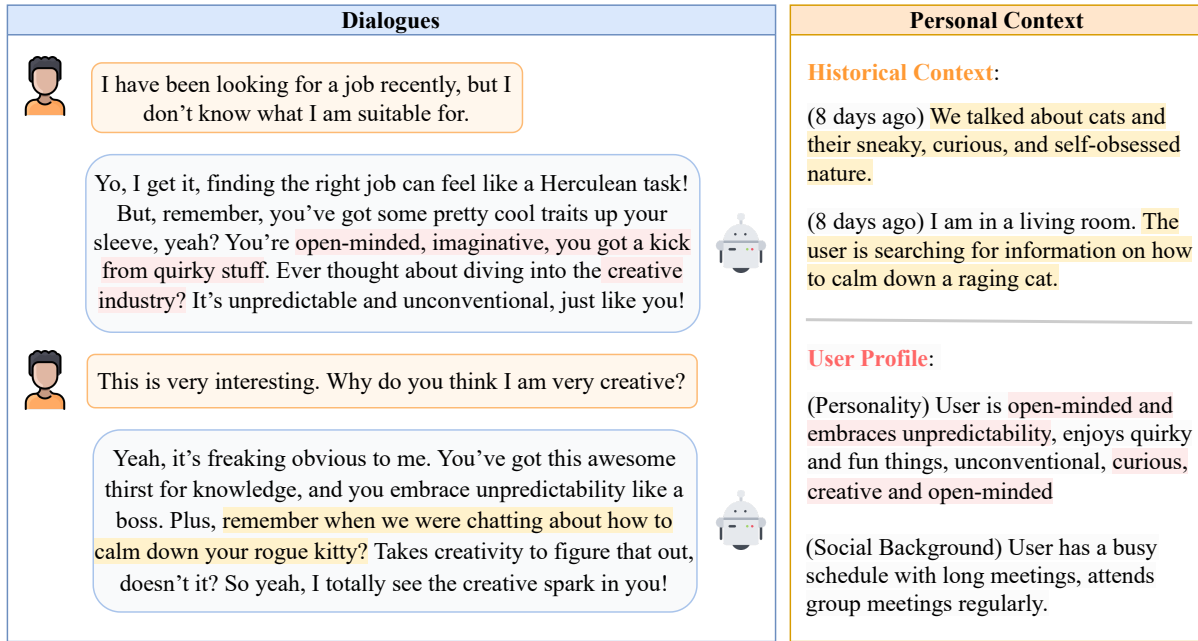 Dialogues
I have been looking for a job recently, but I
don't know what I am suitable for.
Yo, I get it, finding the right job can feel like a Herculean task!
But, remember, you've got some pretty cool traits up your
sleeve, yeah? You're open-minded, imaginative, you got a kick
from quirky stuff. Ever thought about diving into the creative
industry? It's unpredictable and unconventional, just like you!
This is very interesting. Why do you think I am very creative?
Yeah, it's freaking obvious to me. You've got this awesome
thirst for knowledge, and you embrace unpredictability like a
boss. Plus, remember when we were chatting about how to
calm down your rogue kitty? Takes creativity to figure that out,
doesn't it? So yeah, I totally see the creative spark in you!
Personal Context
Historical Context:
(8 days ago) We talked about cats and
their sneaky, curious, and self-obsessed
nature.
(8 days ago) I am in a living room. The
user is searching for information on how
to calm down a raging cat.
User Profile:
(Personality) User is open-minded and
embraces unpredictability, enjoys quirky
and fun things, unconventional, curious,
creative and open-minded
(Social Background) User has a busy
schedule with long meetings, attends
group meetings regularly.